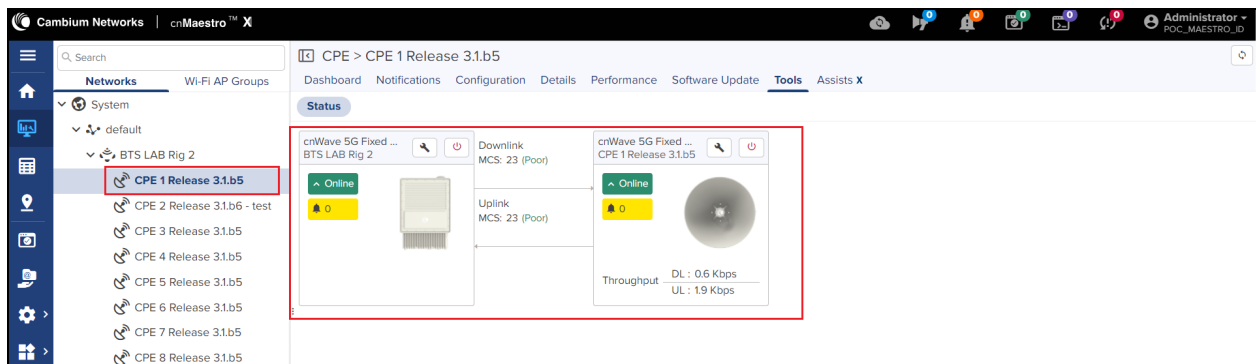 Cambium Networks | cnMaestro™ X
0 0 0 0 0
Administrator
POC_MAESTRO_ID
Search
Networks Wi-Fi AP Groups
System
default
BTS LAB Rig 2
CPE 1 Release 3.1.b5
CPE 2 Release 3.1.b6 - test
CPE 3 Release 3.1.b5
CPE 4 Release 3.1.b5
CPE 5 Release 3.1.b5
CPE 6 Release 3.1.b5
CPE 7 Release 3.1.b5
CPE 8 Release 3.1.b5
CPE > CPE 1 Release 3.1.b5
Dashboard Notifications Configuration Details Performance Software Update Tools Assists X
Status
cnWave 5G Fixed ...
BTS LAB Rig 2
Online
0
Downlink
MCS: 23 (Poor)
Uplink
MCS: 23 (Poor)
cnWave 5G Fixed ...
CPE 1 Release 3.1.b5
Online
0
Throughput
DL : 0.6 Kbps
UL : 1.9 Kbps